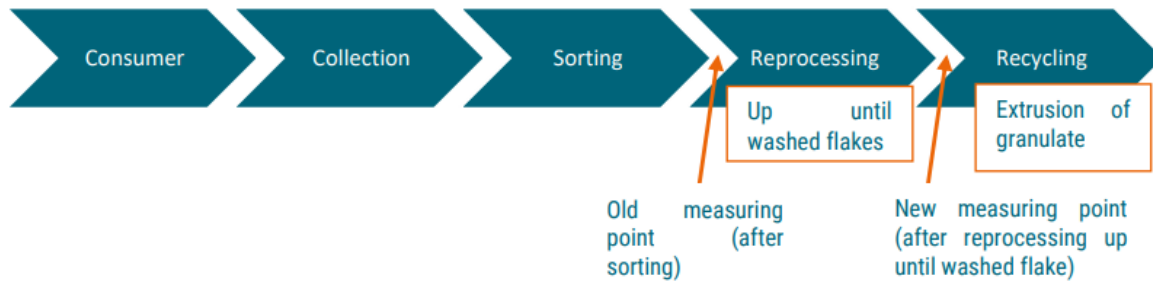 Consumer
Collection
Sorting
Reprocessing
Recycling
Up until
washed flakes
Extrusion of
granulate
Old measuring
point (after
sorting)
New measuring point
(after reprocessing up
until washed flake)